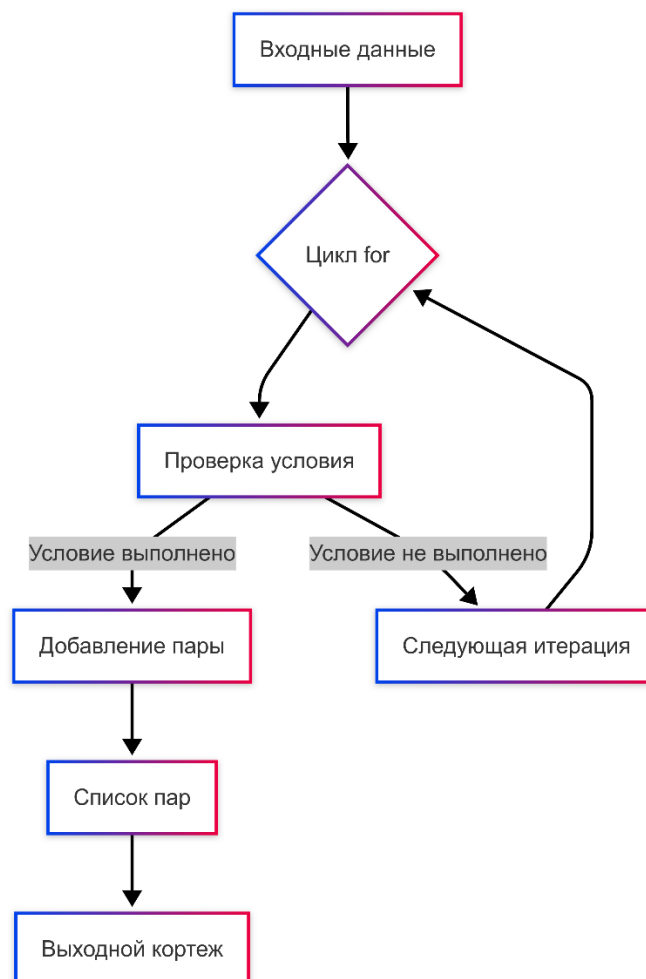 Входные данные
Цикл for
Проверка условия
Условие выполнено
Условие не выполнено
Добавление пары
Следующая итерация
Список пар
Выходной кортеж